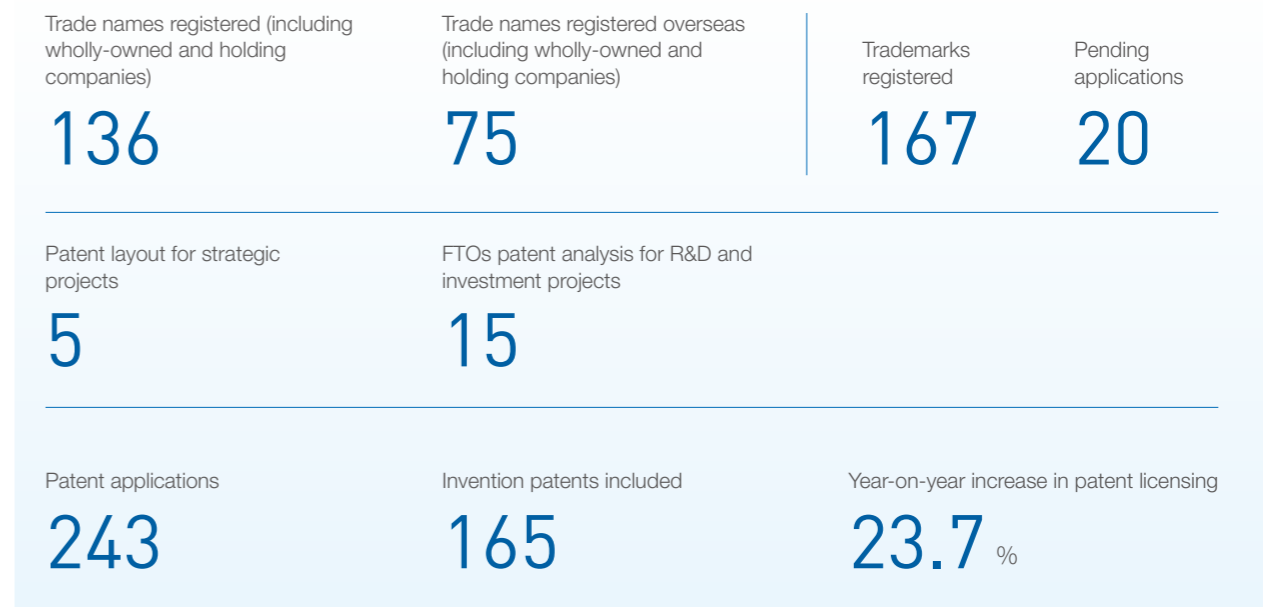 Trade names registered (including
wholly-owned and holding
companies)
136
Trade names registered overseas
(including wholly-owned and
holding companies)
75
Trademarks
registered
167
Pending
applications
20
Patent layout for strategic
projects
5
FTOs patent analysis for R&D and
investment projects
15
Patent applications
243
Invention patents included
165
Year-on-year increase in patent licensing
23.7 %